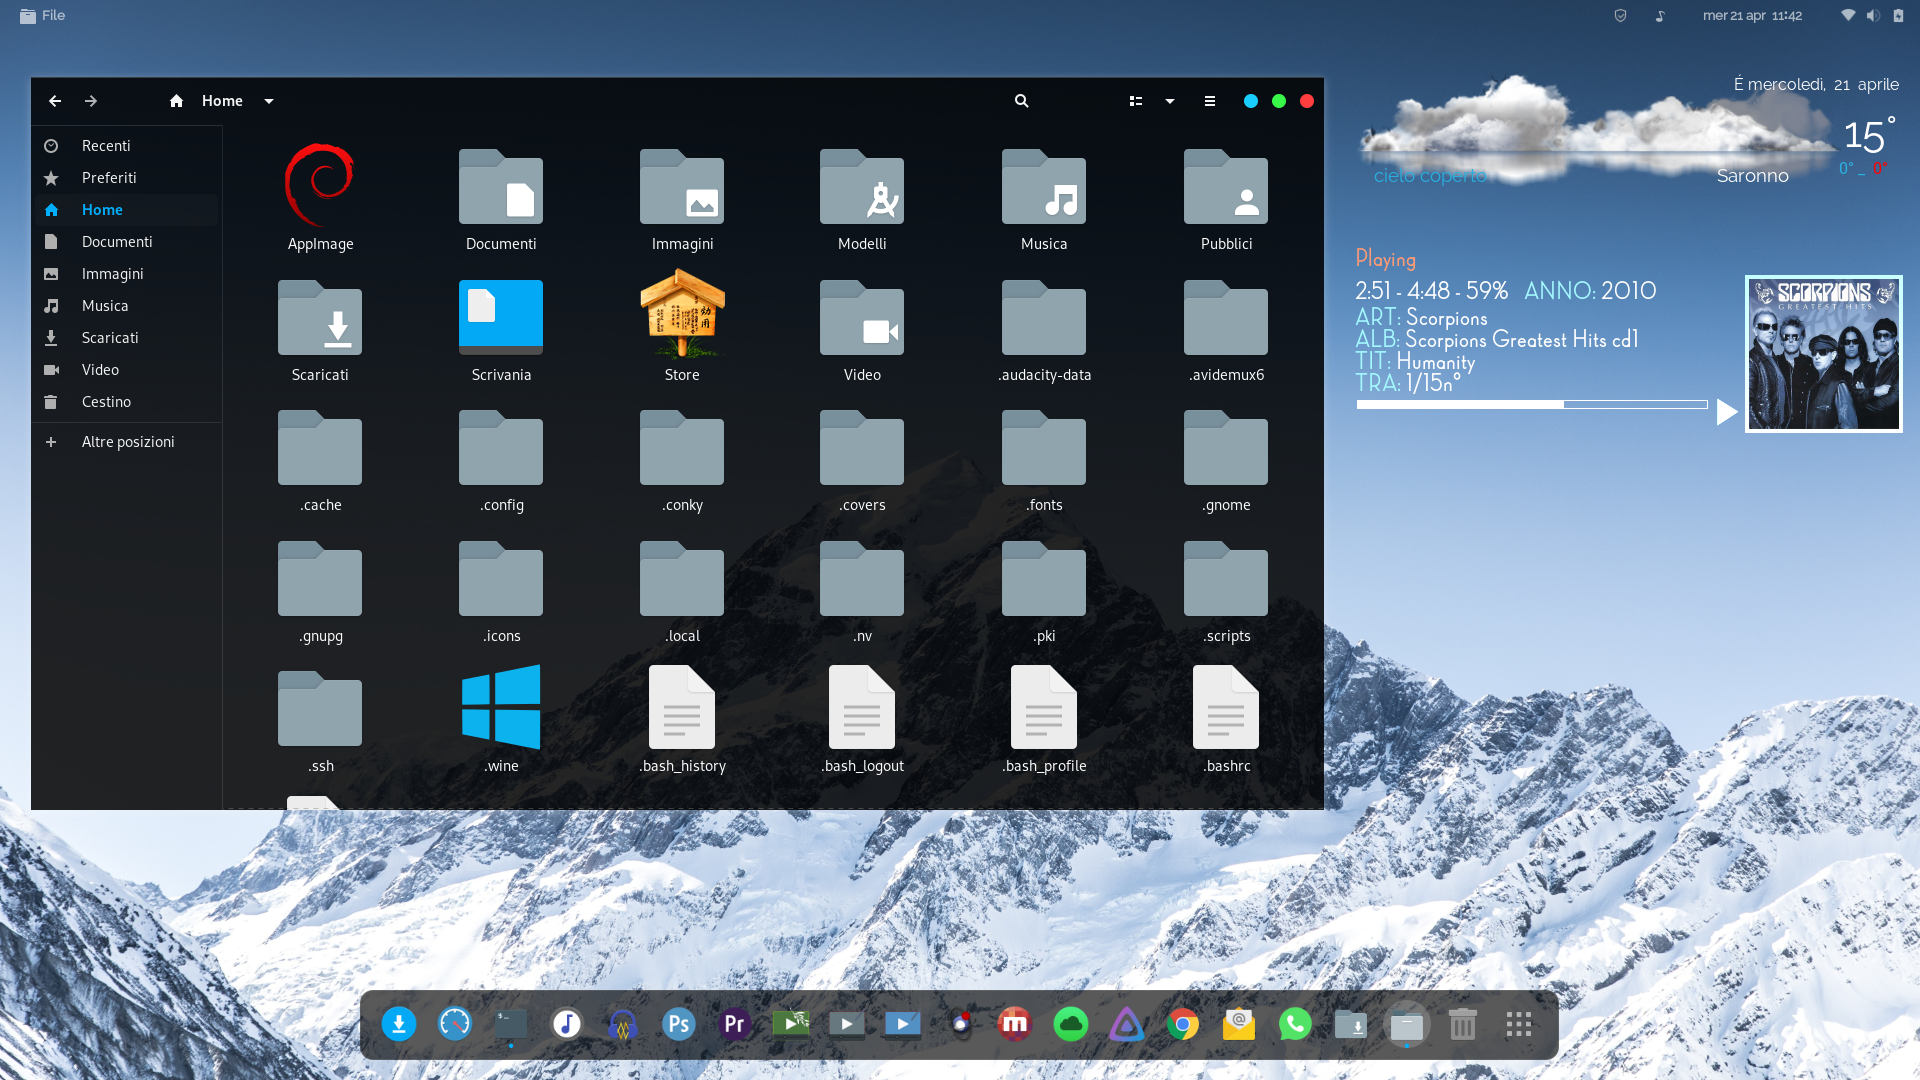 File
mer 21 apr 11:42
Home
Recenti
Preferiti
Home
Documenti
Immagini
Musica
Scaricati
Video
Cestino
Altre posizioni
AppImage
Documenti
Immagini
Modelli
Musica
Pubblici
Scaricati
Scrivania
Store
Video
.audacity-data
.avidemux6
.cache
.config
.conky
.covers
.fonts
.gnome
.gnupg
.icons
.local
.nv
.pki
.scripts
.ssh
.wine
.bash_history
.bash_logout
.bash_profile
.bashrc
É mercoledì, 21 aprile
15°
0° _ 0°
cielo coperto
Saronno
Playing
2:51 - 4:48 - 59% ANNO: 2010
ART: Scorpions
ALB: Scorpions Greatest Hits cd1
TIT: Humanity
TRA: 1/15n°
SCORPIONS
GREATEST HITS
Ps
Pr